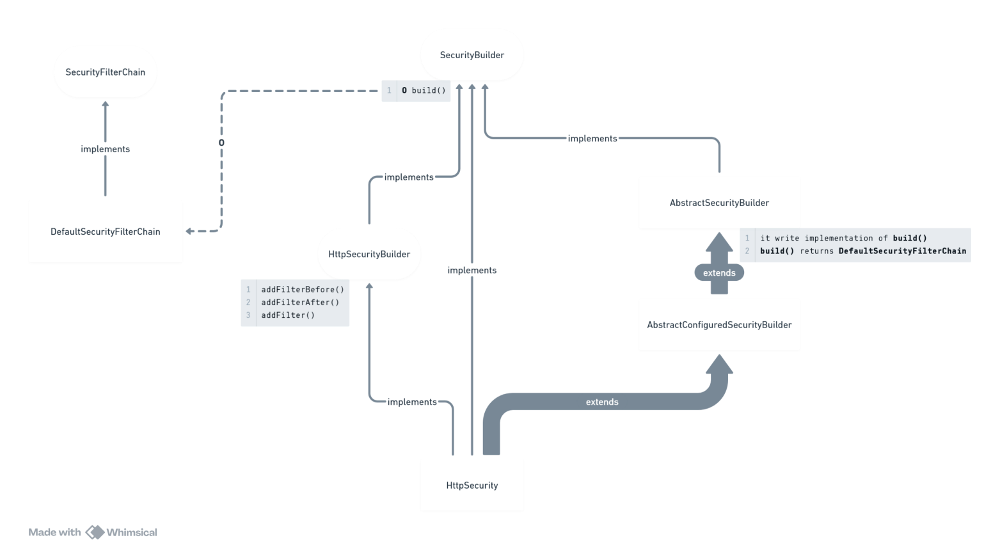 SecurityBuilder
SecurityFilterChain
1 O build()
implements
O
implements
implements
implements
AbstractSecurityBuilder
DefaultSecurityFilterChain
1 it write implementation of build()
2 build() returns DefaultSecurityFilterChain
HttpSecurityBuilder
implements
extends
1 addFilterBefore()
2 addFilterAfter()
3 addFilter()
AbstractConfiguredSecurityBuilder
implements
extends
HttpSecurity
Made with Whimsical